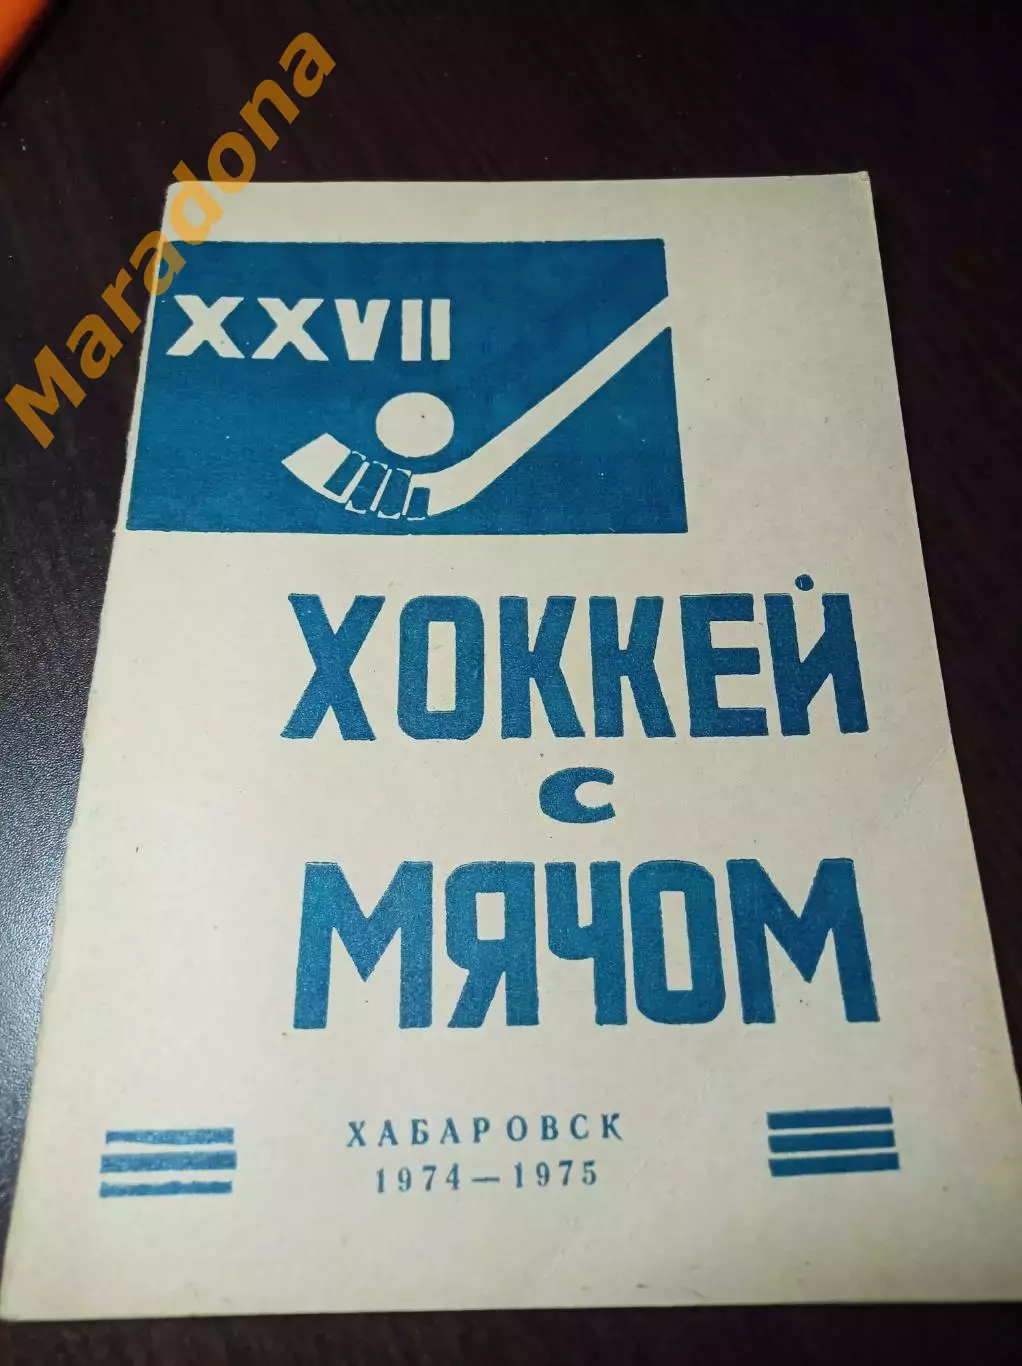 Maradona
XXVII
ХОККЕЙ
С
МЯЧОМ
ХАБАРОВСК
1974—1975